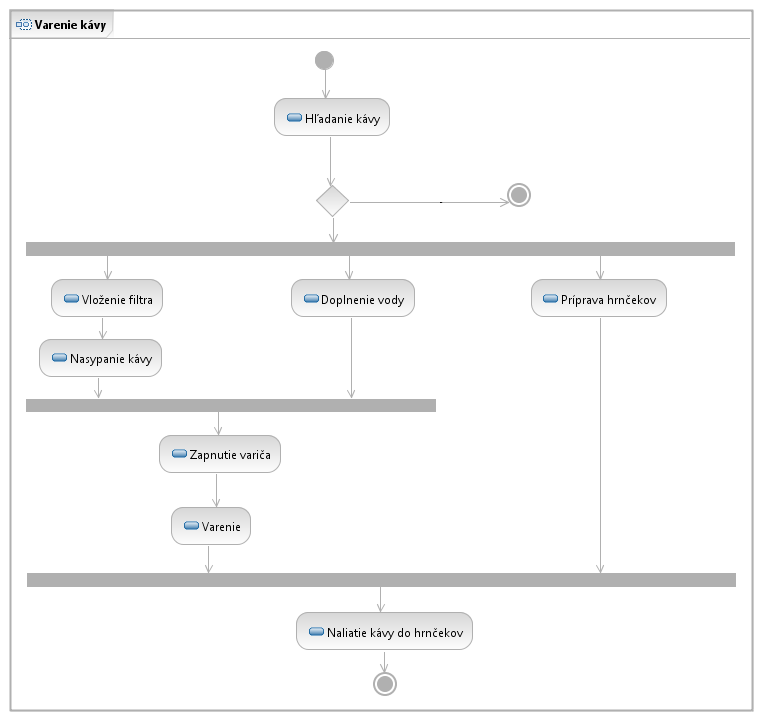 Varenie kávy
Hľadanie kávy
Vloženie filtra
Doplnenie vody
Príprava hrnčekov
Nasypanie kávy
Zapnutie variča
Varenie
Naliatie kávy do hrnčekov